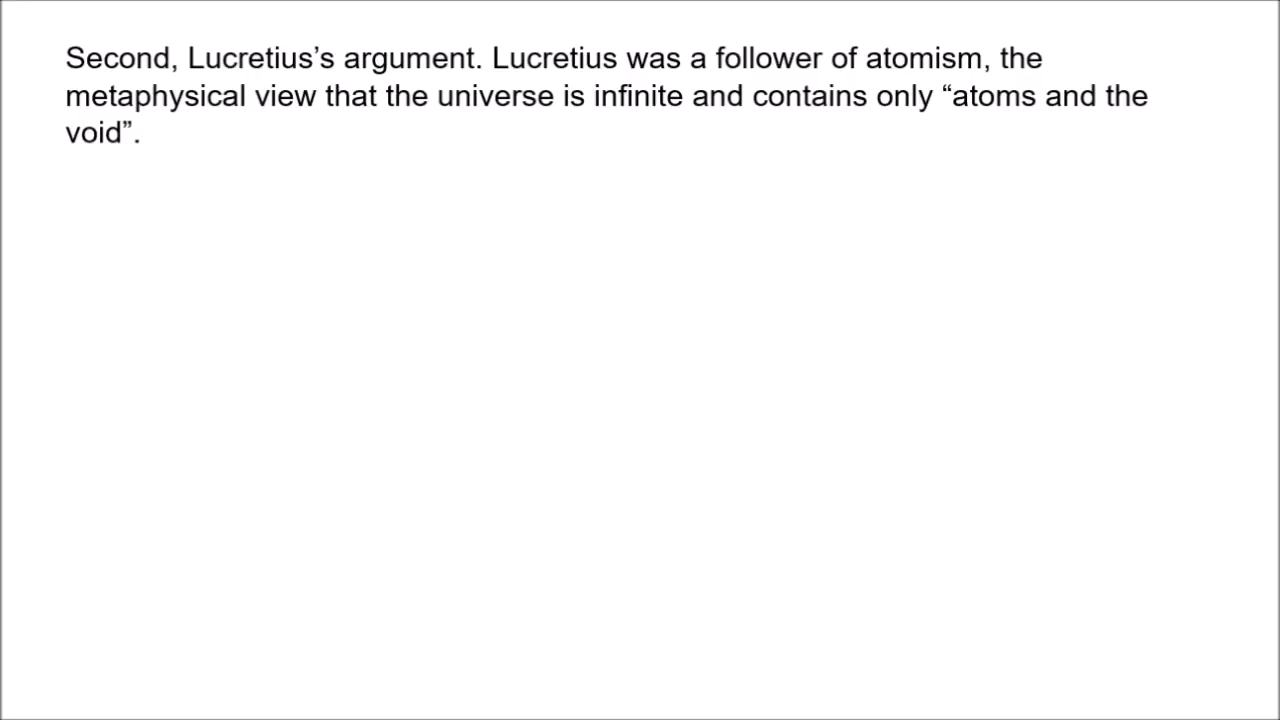 Second, Lucretius’s argument. Lucretius was a follower of atomism, the
metaphysical view that the universe is infinite and contains only “atoms and the
void”.